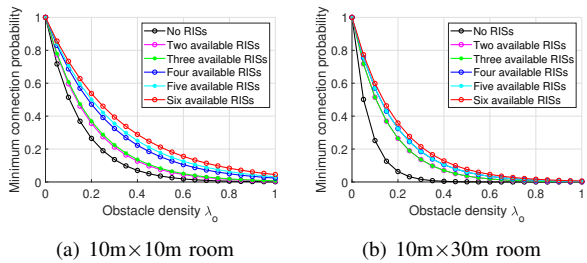 Minimum connection probability
1
0.8
0.6
0.4
0.2
0
0 0.2 0.4 0.6 0.8 1
Obstacle density λo
No RISs
Two available RISs
Three available RISs
Four available RISs
Five available RISs
Six available RISs
(a) 10m×10m room
Minimum connection probability
1
0.8
0.6
0.4
0.2
0
0 0.2 0.4 0.6 0.8 1
Obstacle density λo
No RISs
Two available RISs
Three available RISs
Four available RISs
Five available RISs
Six available RISs
(b) 10m×30m room